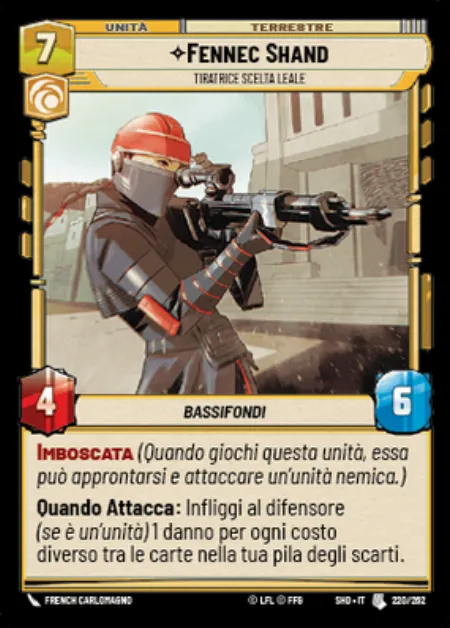 7
UNITÀ
TERRESTRE
FENNEC SHAND
TIRATRICE SCELTA LEALE
4
BASSIFONDI
6
IMBOSCATA (Quando giochi questa unità, essa
può approntarsi e attaccare un'unità nemica.)
Quando Attacca: Infliggi al difensore
(se è un'unità) 1 danno per ogni costo
diverso tra le carte nella tua pila degli scarti.
FRENCH CARLOMAGNO
© LFL © FFG
SHD • IT
220/262